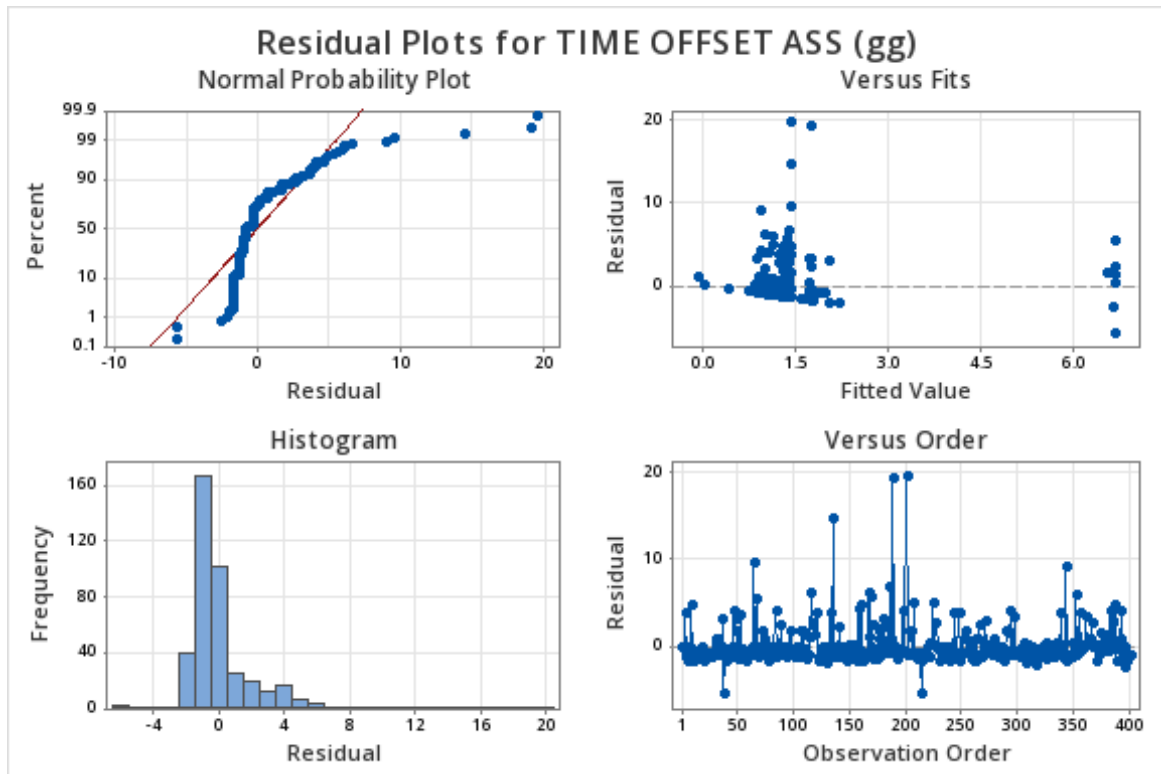 Residual Plots for TIME OFFSET ASS (gg)
Normal Probability Plot
99.9
99
90
50
10
1
0.1
Percent
-10 0 10 20
Residual
Versus Fits
20
10
0
Residual
0.0 1.5 3.0 4.5 6.0
Fitted Value
Histogram
160
120
80
40
0
Frequency
-4 0 4 8 12 16 20
Residual
Versus Order
20
10
0
Residual
1 50 100 150 200 250 300 350 400
Observation Order